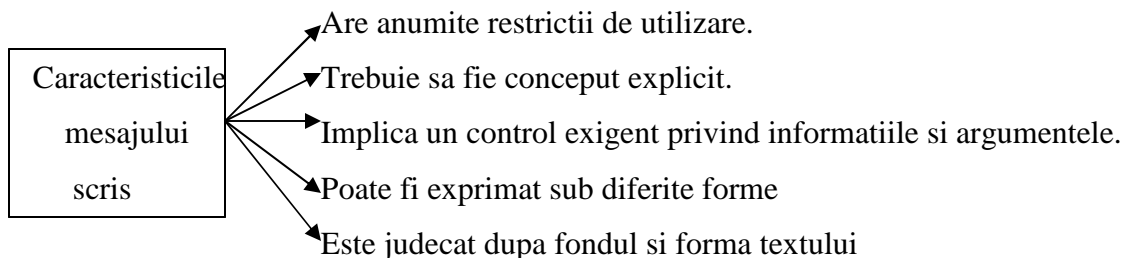 Caracteristicile
mesajului
scris
Are anumite restrictii de utilizare.
Trebuie sa fie conceput explicit.
Implica un control exigent privind informatiile si argumentele.
Poate fi exprimat sub diferite forme
Este judecat dupa fondul si forma textului